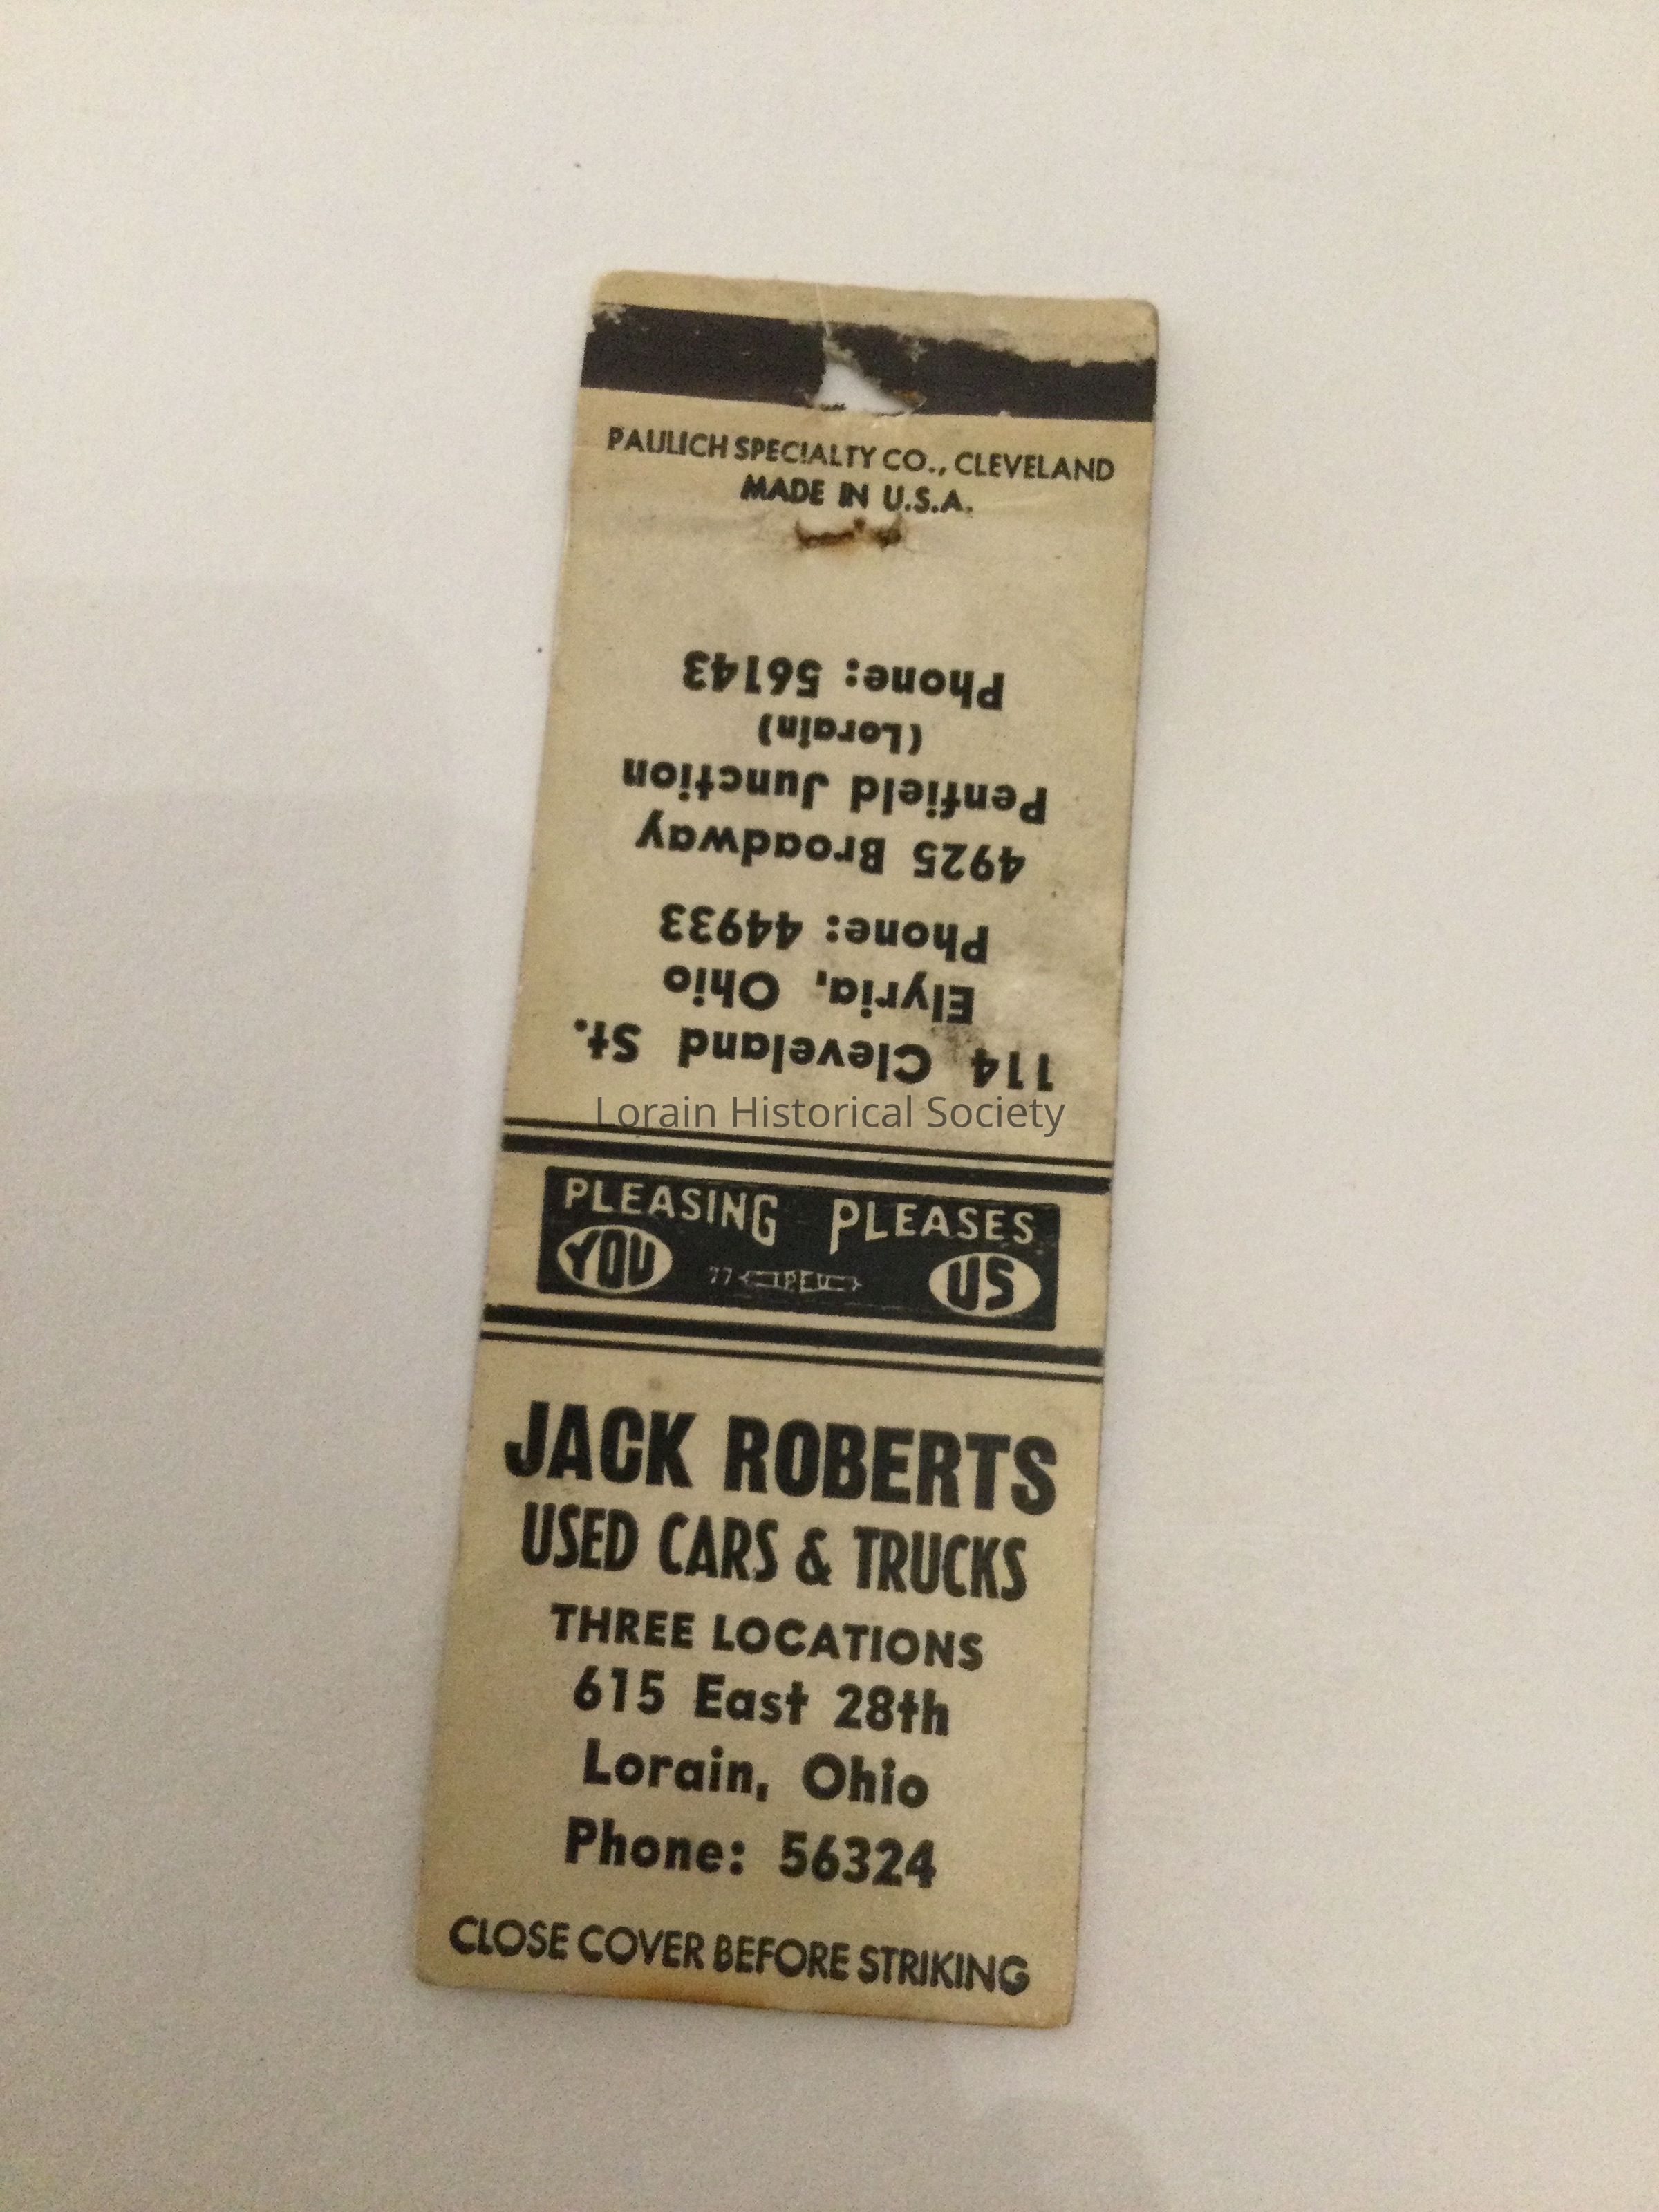 PAULICH SPECIALTY CO., CLEVELAND
MADE IN U.S.A.
114 Cleveland St.
Elyria, Ohio
Phone: 44933
4925 Broadway
Penfield Junction
(Lorain)
Phone: 56143
Lorain Historical Society
PLEASING PLEASES
YOU US
JACK ROBERTS
USED CARS & TRUCKS
THREE LOCATIONS
615 East 28th
Lorain, Ohio
Phone: 56324
CLOSE COVER BEFORE STRIKING